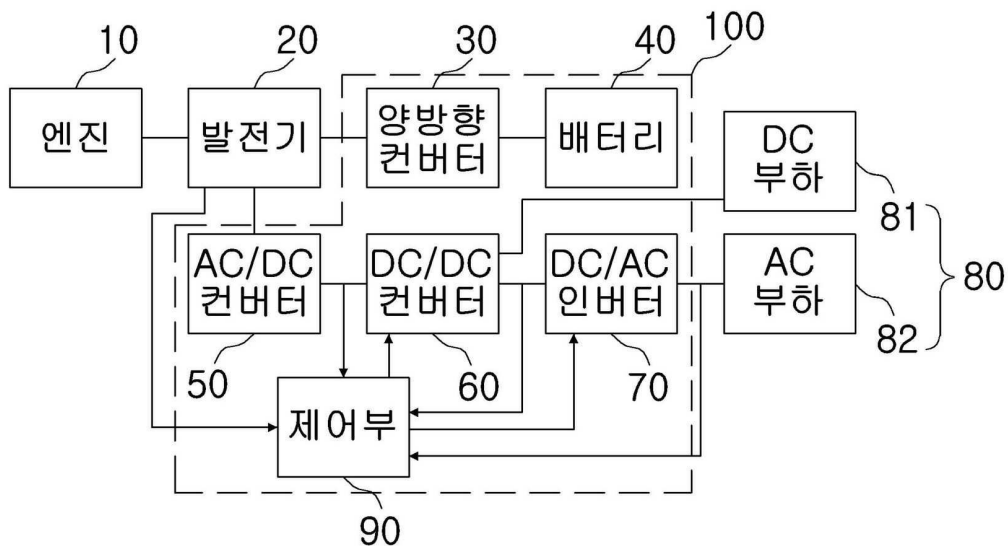 10
20
30
40
100
엔진
발전기
양방향
컨버터
배터리
DC
부하
81
AC/DC
컨버터
DC/DC
컨버터
DC/AC
인버터
AC
부하
80
50
60
70
82
제어부
90